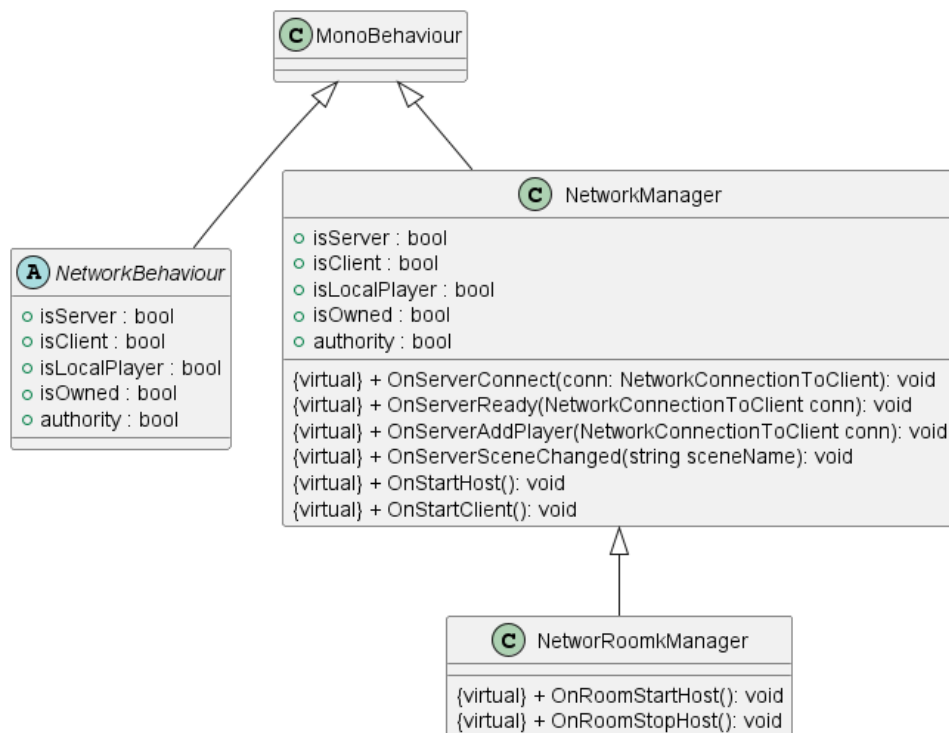 C MonoBehaviour
C NetworkManager
isServer : bool
isClient : bool
isLocalPlayer : bool
isOwned : bool
authority : bool
{virtual} + OnServerConnect(conn: NetworkConnectionToClient): void
{virtual} + OnServerReady(NetworkConnectionToClient conn): void
{virtual} + OnServerAddPlayer(NetworkConnectionToClient conn): void
{virtual} + OnServerSceneChanged(string sceneName): void
{virtual} + OnStartHost(): void
{virtual} + OnStartClient(): void
A NetworkBehaviour
isServer : bool
isClient : bool
isLocalPlayer : bool
isOwned : bool
authority : bool
C NetworRoomkManager
{virtual} + OnRoomStartHost(): void
{virtual} + OnRoomStopHost(): void